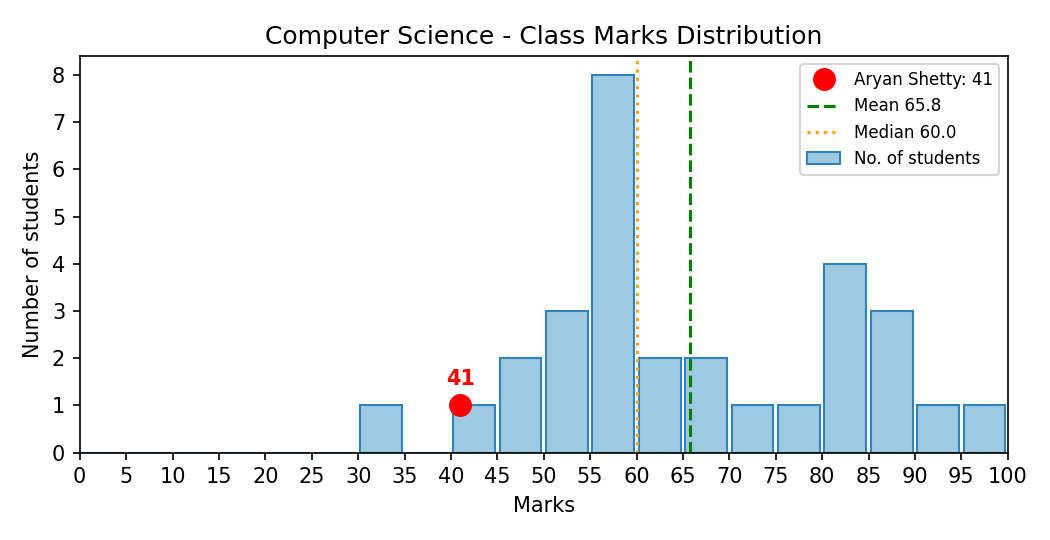 Computer Science - Class Marks Distribution
Number of students
8
7
6
5
4
3
2
1
0
Aryan Shetty: 41
Mean 65.8
Median 60.0
No. of students
41
0 5 10 15 20 25 30 35 40 45 50 55 60 65 70 75 80 85 90 95 100
Marks